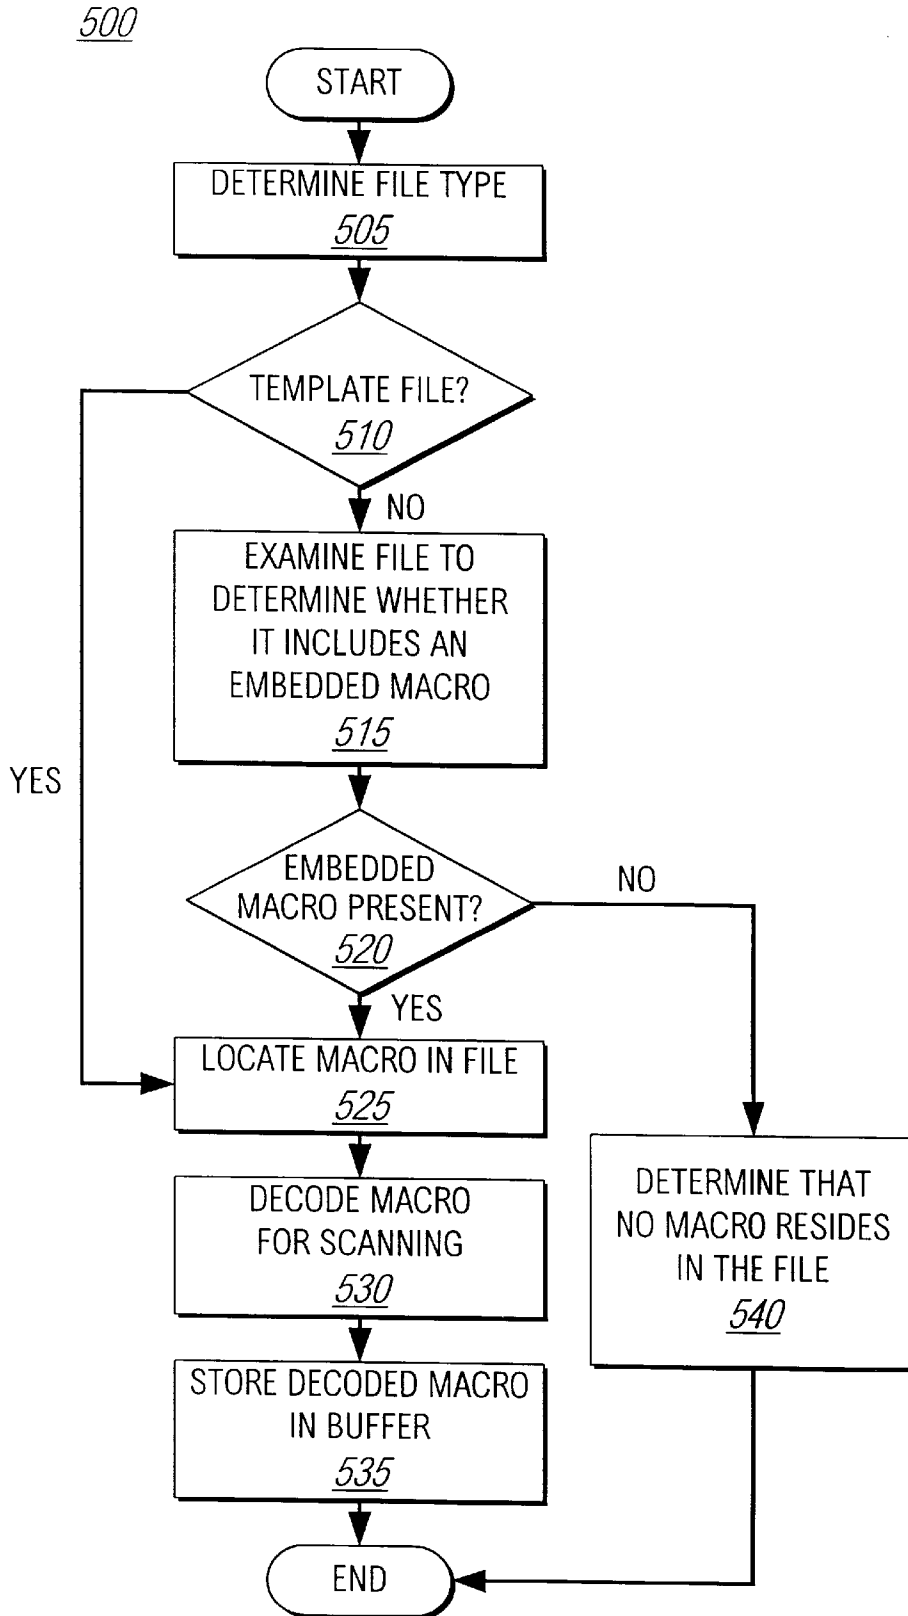 500
START
DETERMINE FILE TYPE
505
TEMPLATE FILE?
510
NO
EXAMINE FILE TO
DETERMINE WHETHER
IT INCLUDES AN
EMBEDDED MACRO
515
YES
EMBEDDED
MACRO PRESENT?
520
NO
YES
LOCATE MACRO IN FILE
525
DECODE MACRO
FOR SCANNING
530
DETERMINE THAT
NO MACRO RESIDES
IN THE FILE
540
STORE DECODED MACRO
IN BUFFER
535
END